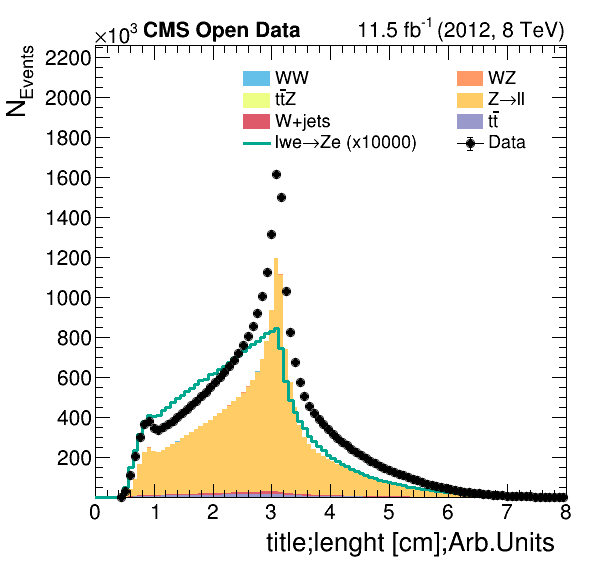 ×10³ CMS Open Data 11.5 fb⁻¹ (2012, 8 TeV)
N_Events
2200
2000
1800
1600
1400
1200
1000
800
600
400
200
WW WZ
tt̄Z Z→ll
W+jets tt̄
lwe→Ze (x10000) Data
0 1 2 3 4 5 6 7 8
title;lenght [cm];Arb.Units